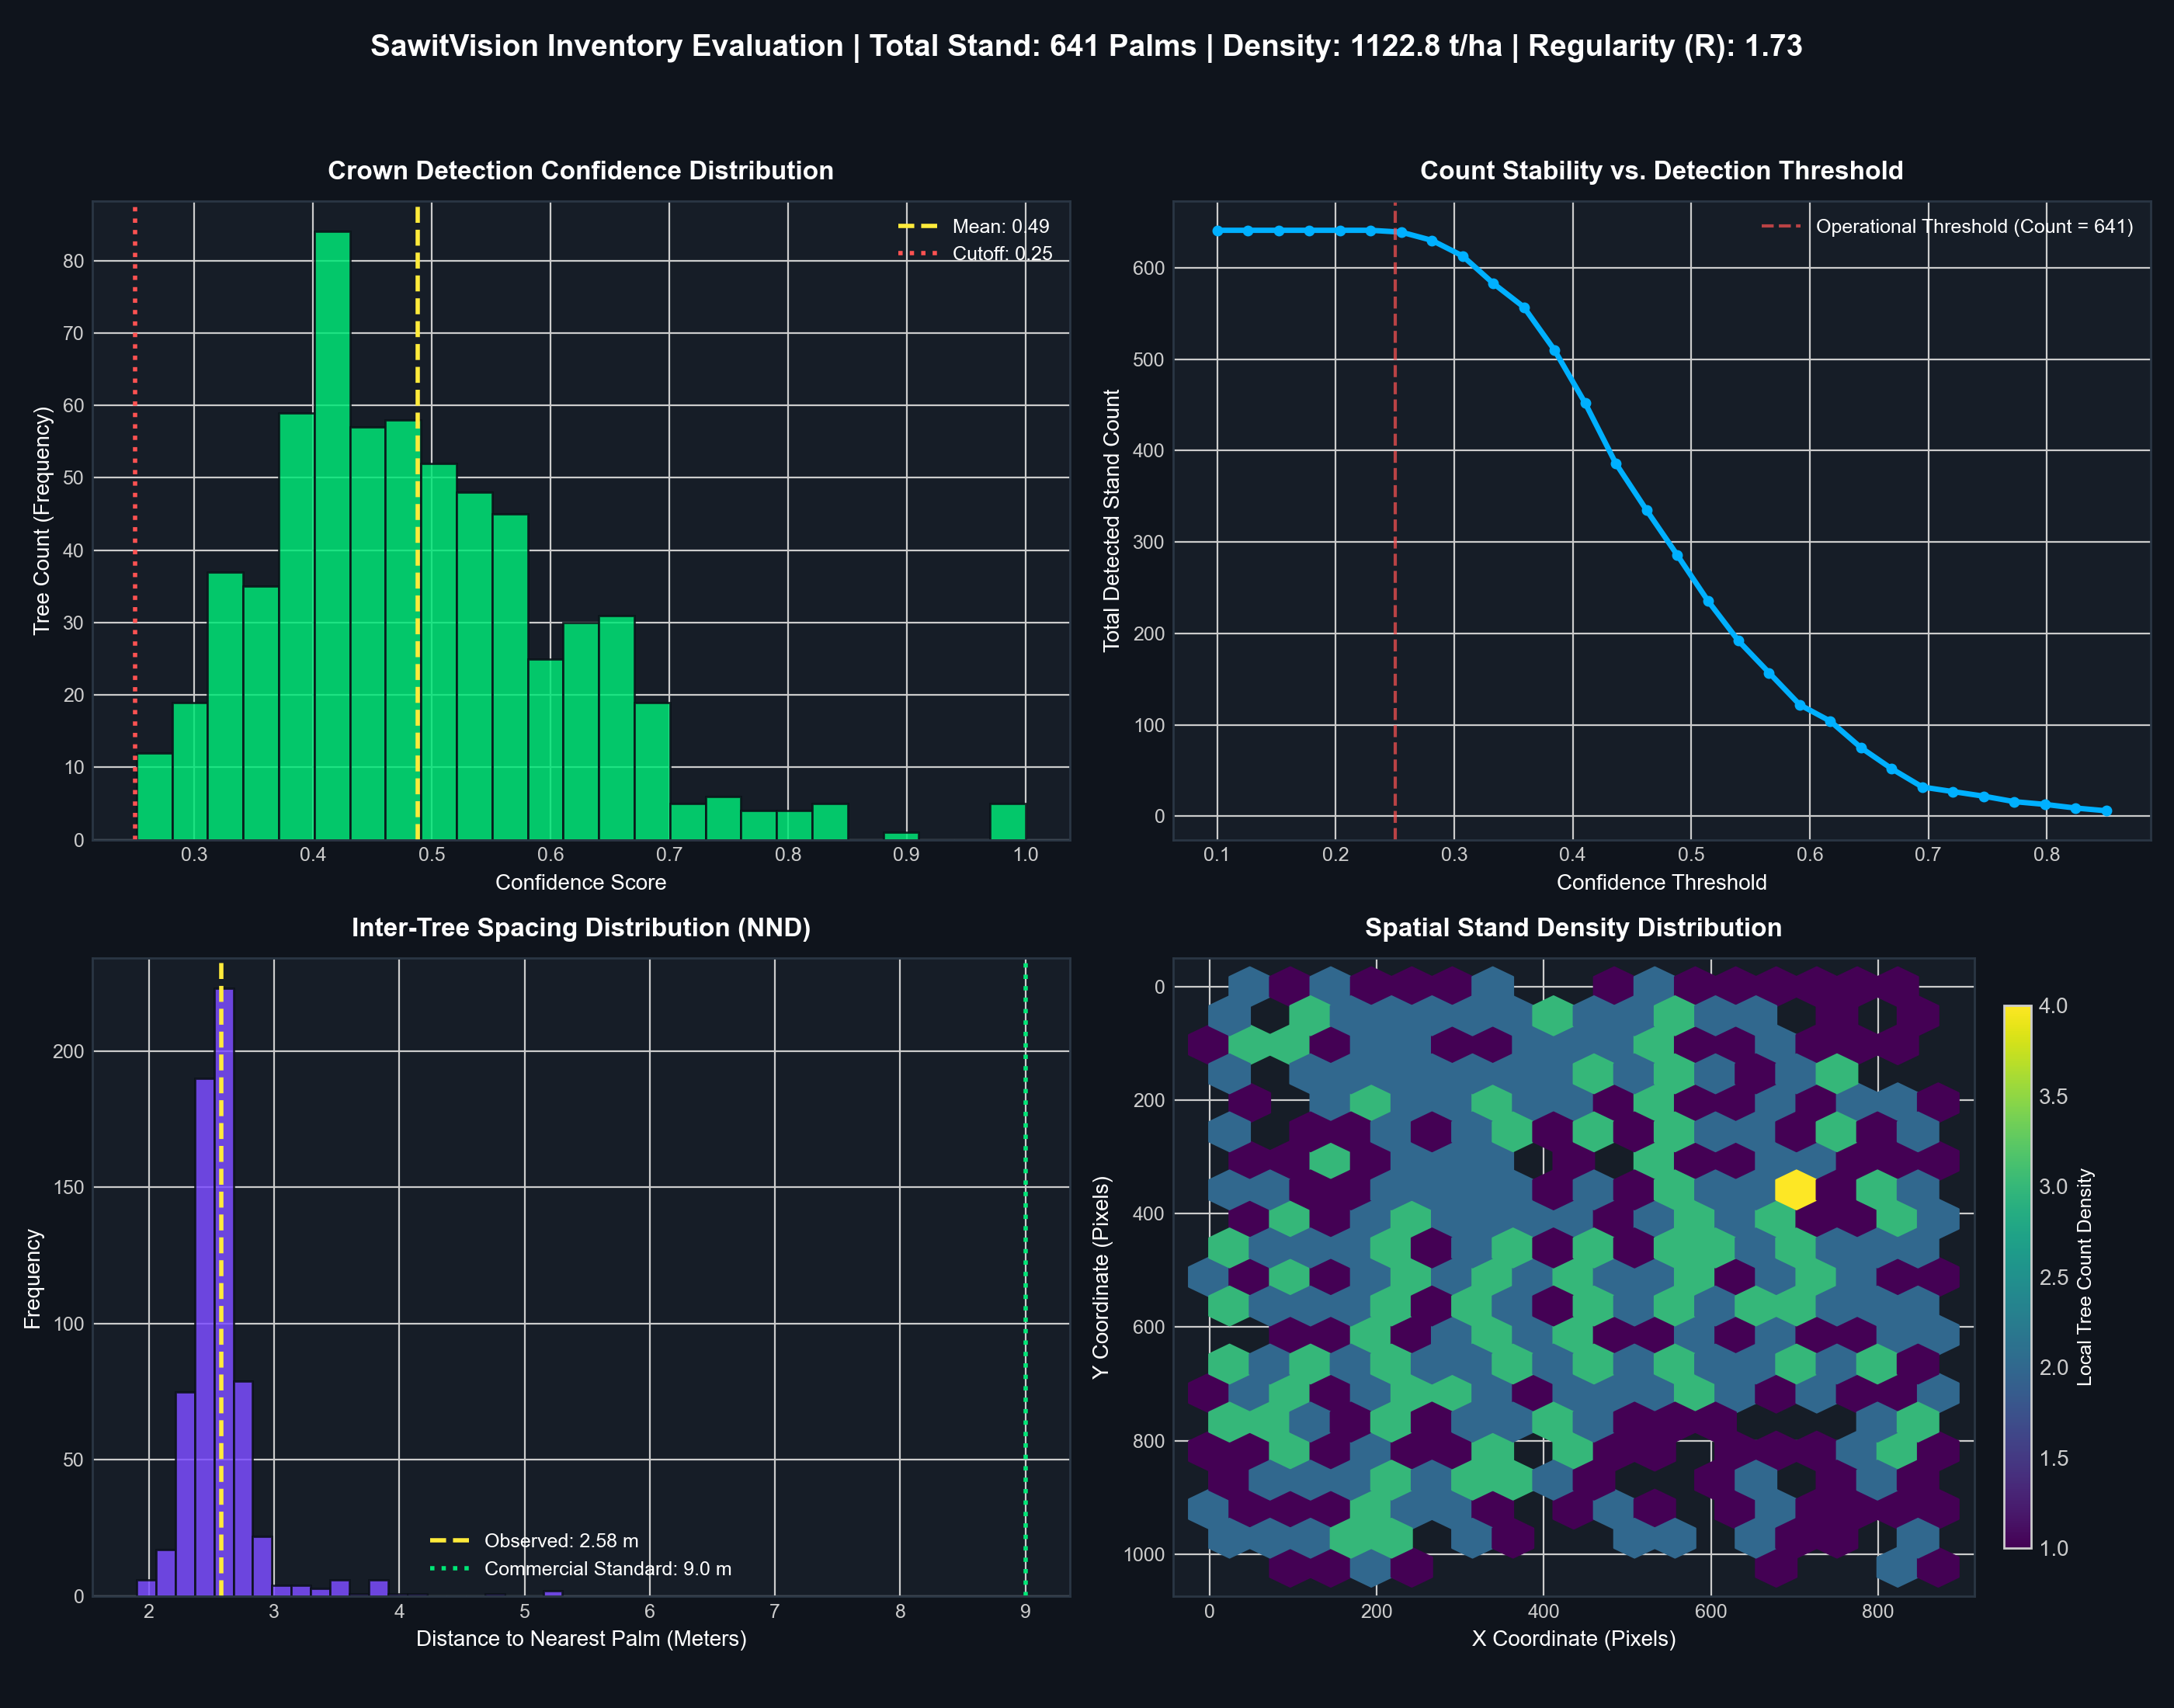 SawitVision Inventory Evaluation | Total Stand: 641 Palms | Density: 1122.8 t/ha | Regularity (R): 1.73
Crown Detection Confidence Distribution
Mean: 0.49
Cutoff: 0.25
Tree Count (Frequency)
80
70
60
50
40
30
20
10
0
0.3 0.4 0.5 0.6 0.7 0.8 0.9 1.0
Confidence Score
Count Stability vs. Detection Threshold
Operational Threshold (Count = 641)
Total Detected Stand Count
600
500
400
300
200
100
0
0.1 0.2 0.3 0.4 0.5 0.6 0.7 0.8
Confidence Threshold
Inter-Tree Spacing Distribution (NND)
Frequency
200
150
100
50
0
Observed: 2.58 m
Commercial Standard: 9.0 m
2 3 4 5 6 7 8 9
Distance to Nearest Palm (Meters)
Spatial Stand Density Distribution
Y Coordinate (Pixels)
0
200
400
600
800
1000
0 200 400 600 800
X Coordinate (Pixels)
4.0
3.5
3.0
2.5
2.0
1.5
1.0
Local Tree Count Density